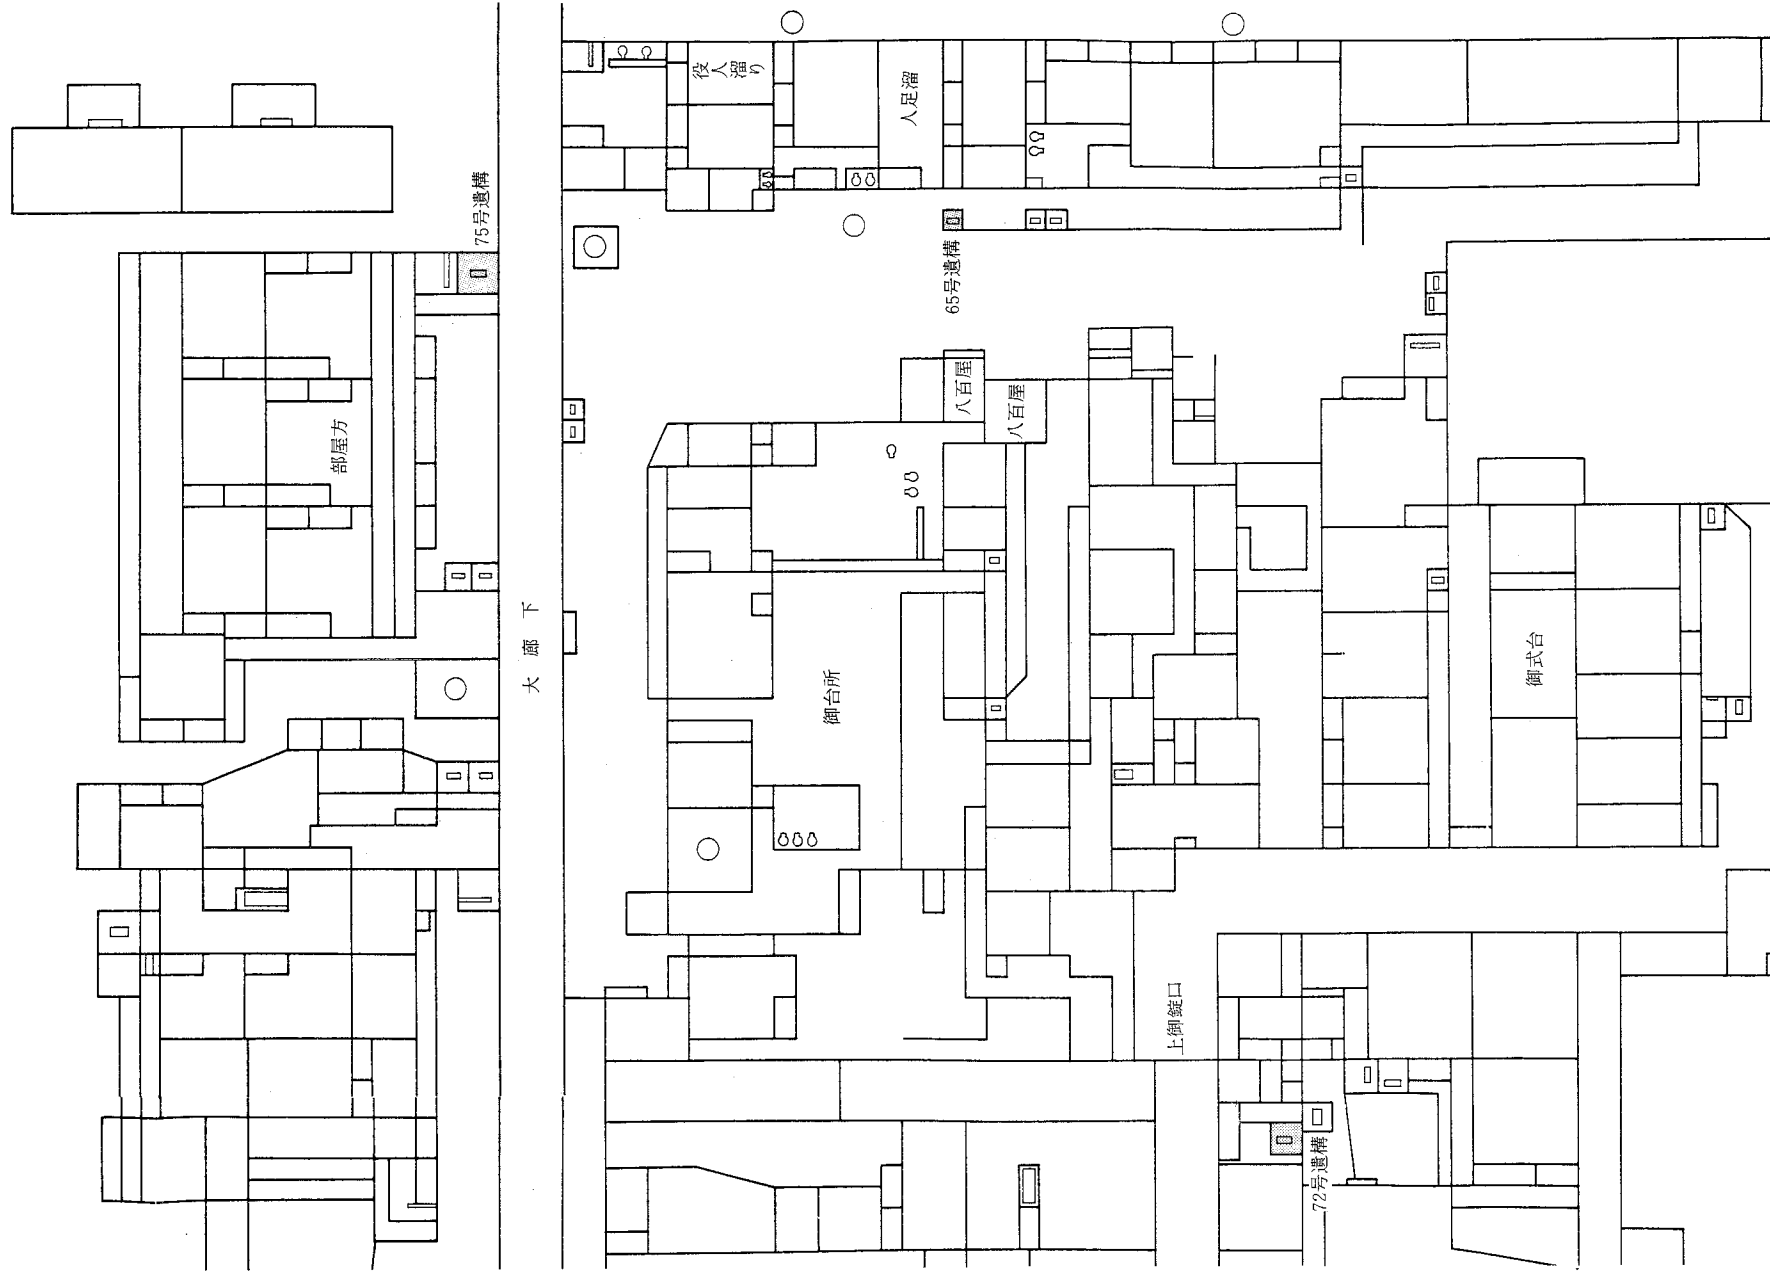 役人
溜り
人足溜
75号遺構
65号遺構
八百屋
八百屋
部屋方
大廊下
御台所
御式台
上御錠口
72号遺構